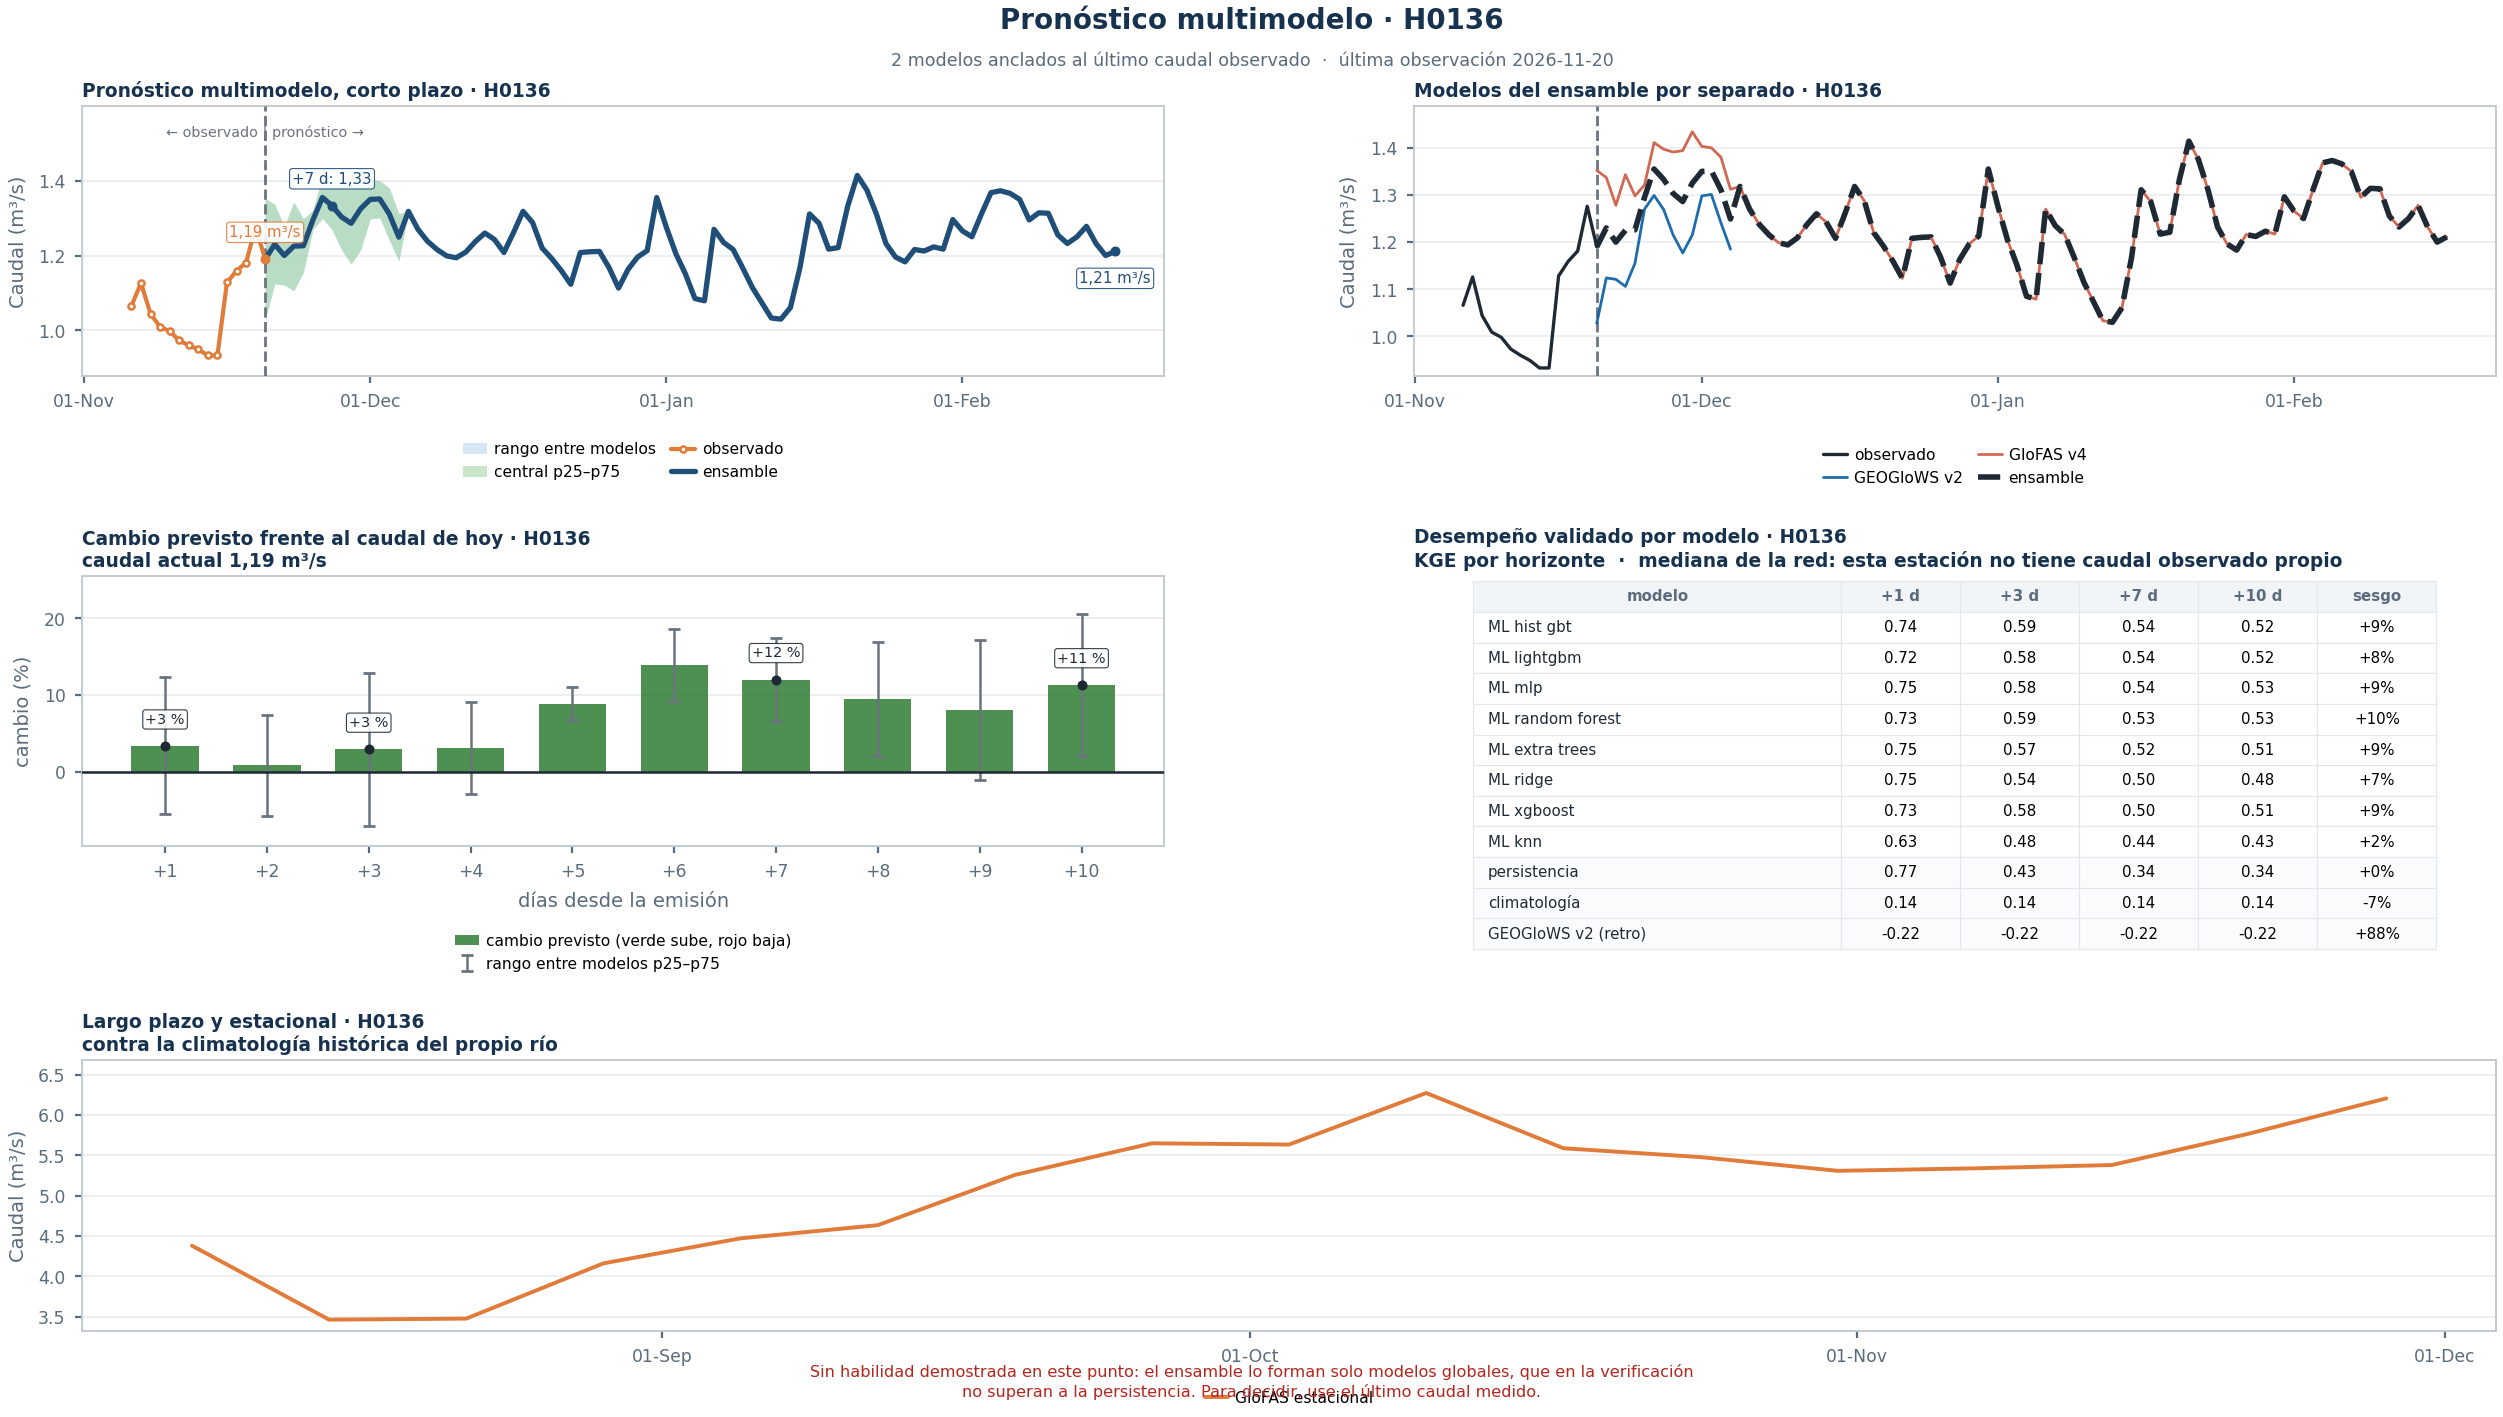 Pronóstico multimodelo · H0136
2 modelos anclados al último caudal observado · última observación 2026-11-20
Pronóstico multimodelo, corto plazo · H0136
← observado
pronóstico →
+7 d: 1,33
1,19 m³/s
1,21 m³/s
Caudal (m³/s)
1.4
1.2
1.0
01-Nov
01-Dec
01-Jan
01-Feb
rango entre modelos
observado
central p25–p75
ensamble
Modelos del ensamble por separado · H0136
Caudal (m³/s)
1.4
1.3
1.2
1.1
1.0
01-Nov
01-Dec
01-Jan
01-Feb
observado
GloFAS v4
GEOGloWS v2
ensamble
Cambio previsto frente al caudal de hoy · H0136
caudal actual 1,19 m³/s
cambio (%)
20
10
0
+3 %
+3 %
+12 %
+11 %
+1
+2
+3
+4
+5
+6
+7
+8
+9
+10
días desde la emisión
cambio previsto (verde sube, rojo baja)
rango entre modelos p25–p75
Desempeño validado por modelo · H0136
KGE por horizonte · mediana de la red: esta estación no tiene caudal observado propio
modelo +1 d +3 d +7 d +10 d sesgo
ML hist gbt 0.74 0.59 0.54 0.52 +9%
ML lightgbm 0.72 0.58 0.54 0.52 +8%
ML mlp 0.75 0.58 0.54 0.53 +9%
ML random forest 0.73 0.59 0.53 0.53 +10%
ML extra trees 0.75 0.57 0.52 0.51 +9%
ML ridge 0.75 0.54 0.50 0.48 +7%
ML xgboost 0.73 0.58 0.50 0.51 +9%
ML knn 0.63 0.48 0.44 0.43 +2%
persistencia 0.77 0.43 0.34 0.34 +0%
climatología 0.14 0.14 0.14 0.14 -7%
GEOGloWS v2 (retro) -0.22 -0.22 -0.22 -0.22 +88%
Largo plazo y estacional · H0136
contra la climatología histórica del propio río
Caudal (m³/s)
6.5
6.0
5.5
5.0
4.5
4.0
3.5
01-Sep
01-Oct
01-Nov
01-Dec
Sin habilidad demostrada en este punto: el ensamble lo forman solo modelos globales, que en la verificación
no superan a la persistencia. Para decidir, use el último caudal medido.
GloFAS estacional